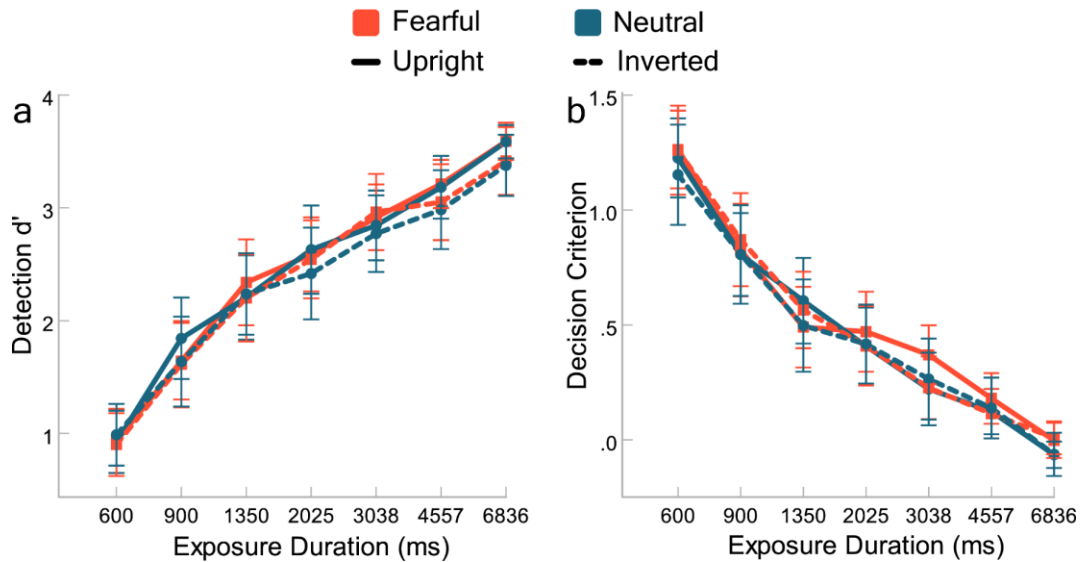 Fearful Neutral
Upright Inverted
a
4
3
2
1
Detection d'
600 900 1350 2025 3038 4557 6836
Exposure Duration (ms)
b
1.5
1.0
.5
.0
Decision Criterion
600 900 1350 2025 3038 4557 6836
Exposure Duration (ms)